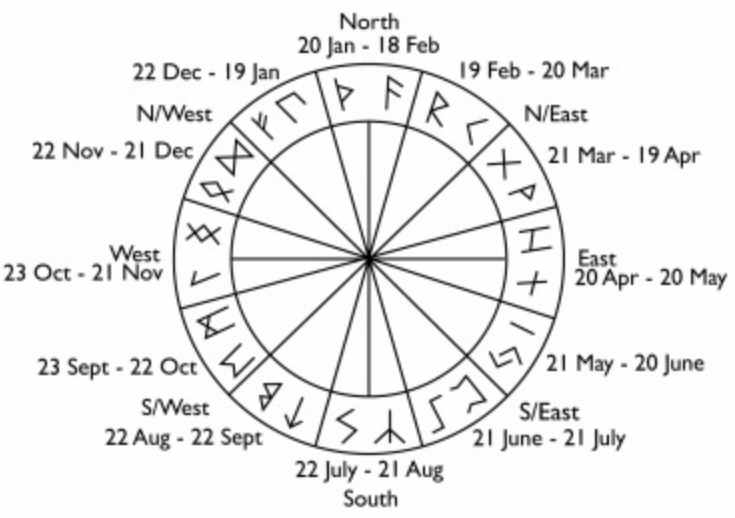 North
20 Jan - 18 Feb
22 Dec - 19 Jan
19 Feb - 20 Mar
N/West
N/East
22 Nov - 21 Dec
21 Mar - 19 Apr
West
23 Oct - 21 Nov
East
20 Apr - 20 May
23 Sept - 22 Oct
21 May - 20 June
S/West
22 Aug - 22 Sept
S/East
21 June - 21 July
22 July - 21 Aug
South
ᚠ ᚢ
ᚦ ᚨ
ᚱ ᚲ
ᚷ ᚹ
ᚺ ᚾ
ᛁ ᛃ
ᛈ ᛇ
ᛉ ᛊ
ᛏ ᛒ
ᛖ ᛗ
ᛚ ᛝ
ᛟ ᛞ